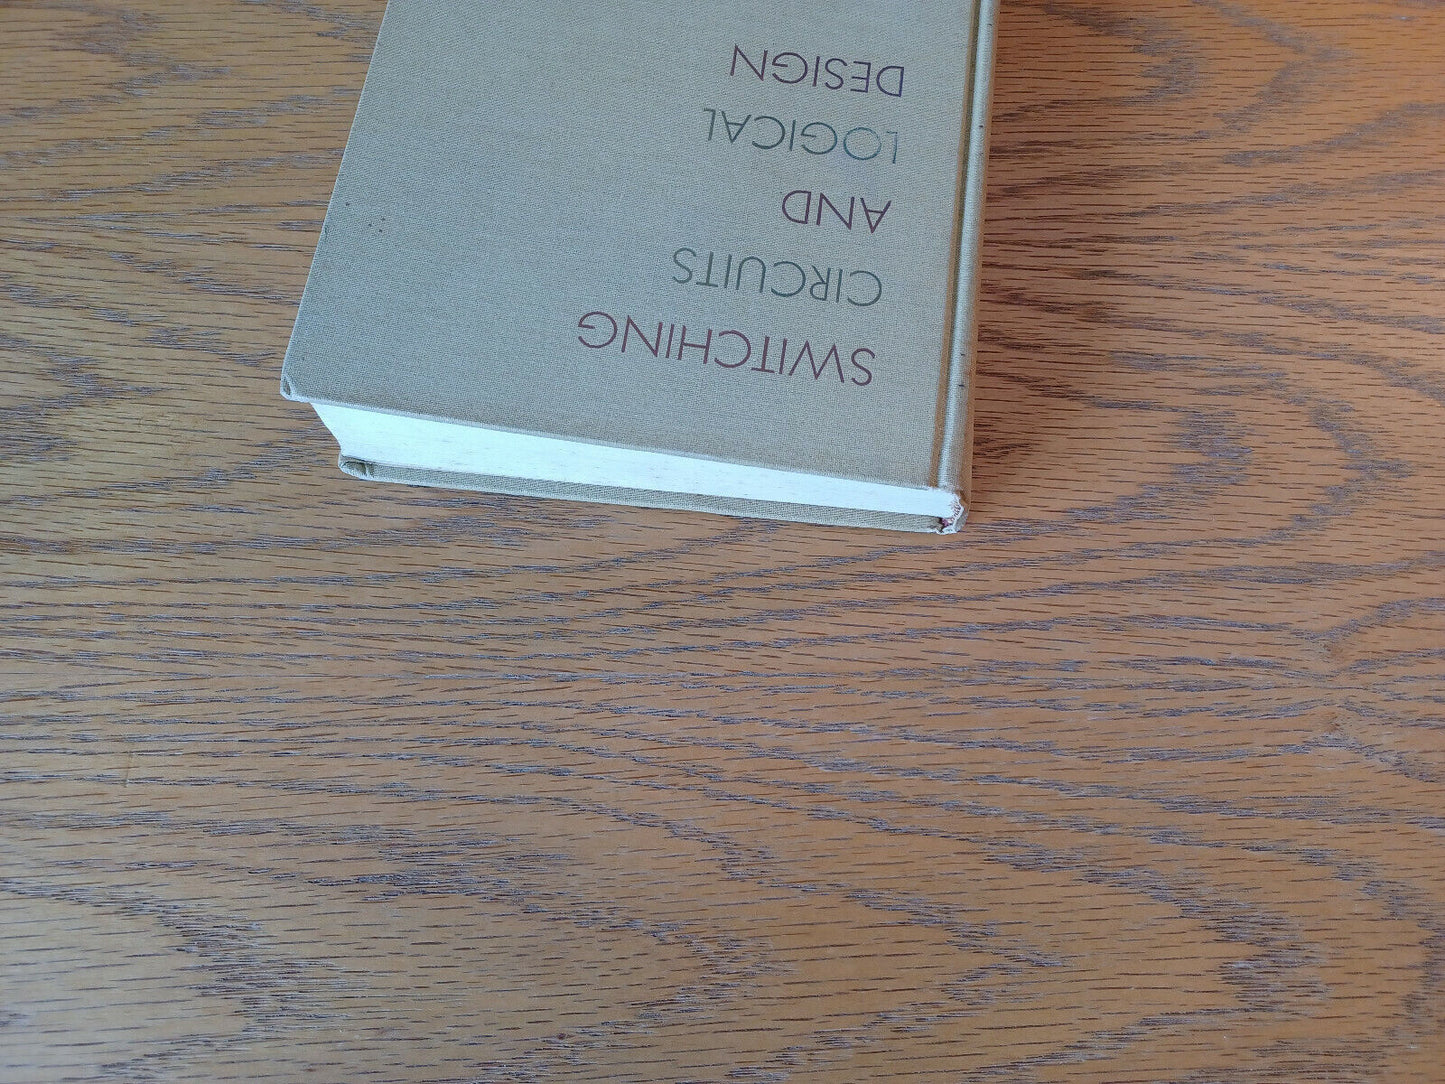 SWITCHING
CIRCUITS
AND
LOGICAL
DESIGN